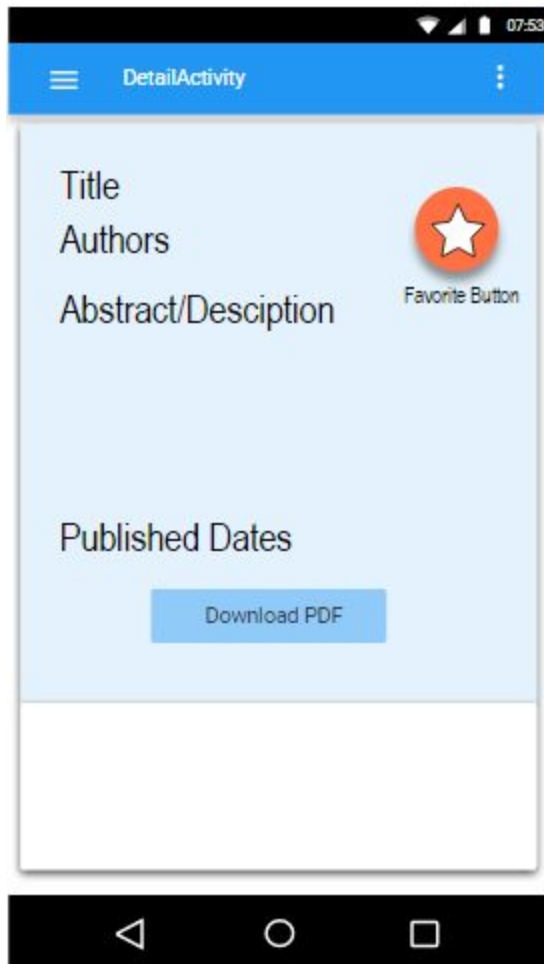 07:53
DetailActivity
Title
Authors
Favorite Button
Abstract/Desciption
Published Dates
Download PDF